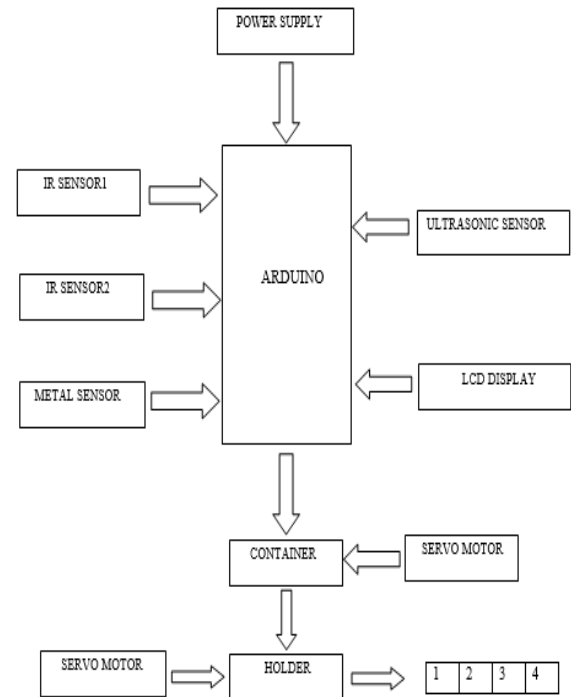 POWER SUPPLY
IR SENSOR1
ULTRASONIC SENSOR
ARDUINO
IR SENSOR2
METAL SENSOR
LCD DISPLAY
CONTAINER
SERVO MOTOR
SERVO MOTOR
HOLDER
1 2 3 4